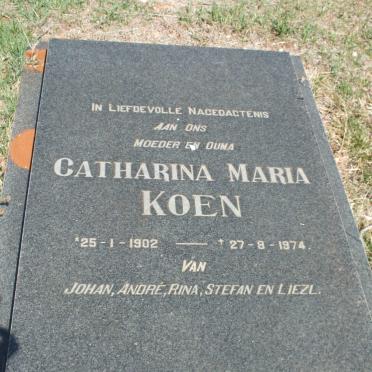 IN LIEFDEVOLLE NAGEDAGTENIS
AAN ONS
MOEDER EN OUMA
CATHARINA MARIA
KOEN
*25-1-1902 — †27-8-1974.
VAN
JOHAN, ANDRÉ, RINA, STEFAN EN LIEZL.